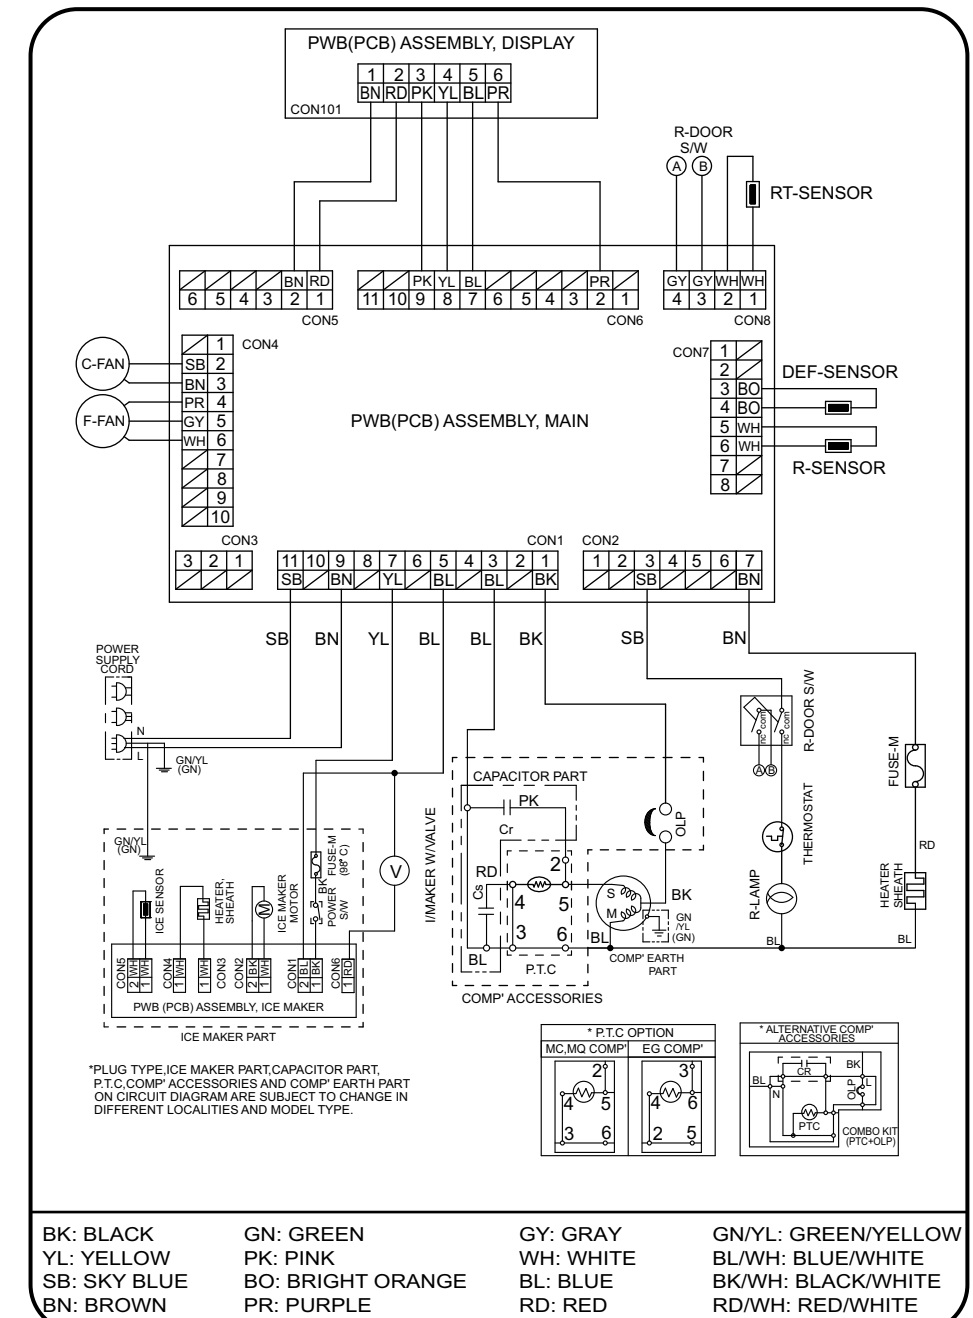 PWB(PCB) ASSEMBLY, DISPLAY
1 2 3 4 5 6
BN RD PK YL BL PR
CON101
R-DOOR
S/W
A B
RT-SENSOR
BN RD
6 5 4 3 2 1
CON5
PK YL BL PR
11 10 9 8 7 6 5 4 3 2 1
CON6
GY GY WH WH
4 3 2 1
CON8
CON4
1
SB 2
BN 3
PR 4
GY 5
WH 6
7
8
9
10
C-FAN
F-FAN
PWB(PCB) ASSEMBLY, MAIN
CON7
1
2
3 BO
4 BO
5 WH
6 WH
7
8
DEF-SENSOR
R-SENSOR
CON3
3 2 1
CON1
11 10 9 8 7 6 5 4 3 2 1
SB BN YL BL BL BK
CON2
1 2 3 4 5 6 7
SB BN
SB BN YL BL BL BK SB BN
POWER
SUPPLY
CORD
N
L
GN/YL
(GN)
GN/YL
(GN)
ICE SENSOR
HEATER,
SHEATH
ICE MAKER
MOTOR
M
FUSE-M
(98°C)
BK
POWER
S/W
V
I/MAKER W/VALVE
CON5
2 WH
1 WH
CON4
1 WH
1 WH
CON3
CON2
2 BK
1 WH
CON1
2 BL
1 BK
CON6
1 RD
PWB (PCB) ASSEMBLY, ICE MAKER
ICE MAKER PART
CAPACITOR PART
PK
Cr
RD
Cs
2
4 5
3 6
BL
P.T.C
COMP' ACCESSORIES
OLP
S
M
BK
BL
GN
/YL
(GN)
COMP' EARTH
PART
R-DOOR S/W
nc com
nc com
A B
THERMOSTAT
R-LAMP
BL
FUSE-M
RD
HEATER
SHEATH
BL
*PLUG TYPE,ICE MAKER PART,CAPACITOR PART,
P.T.C,COMP' ACCESSORIES AND COMP' EARTH PART
ON CIRCUIT DIAGRAM ARE SUBJECT TO CHANGE IN
DIFFERENT LOCALITIES AND MODEL TYPE.
* P.T.C OPTION
MC,MQ COMP' EG COMP'
2
4 5
3 6
3
4 6
2 5
* ALTERNATIVE COMP'
ACCESSORIES
CR
BK
BL
N
OLP
L
PTC
COMBO KIT
(PTC+OLP)
BK: BLACK GN: GREEN GY: GRAY GN/YL: GREEN/YELLOW
YL: YELLOW PK: PINK WH: WHITE BL/WH: BLUE/WHITE
SB: SKY BLUE BO: BRIGHT ORANGE BL: BLUE BK/WH: BLACK/WHITE
BN: BROWN PR: PURPLE RD: RED RD/WH: RED/WHITE